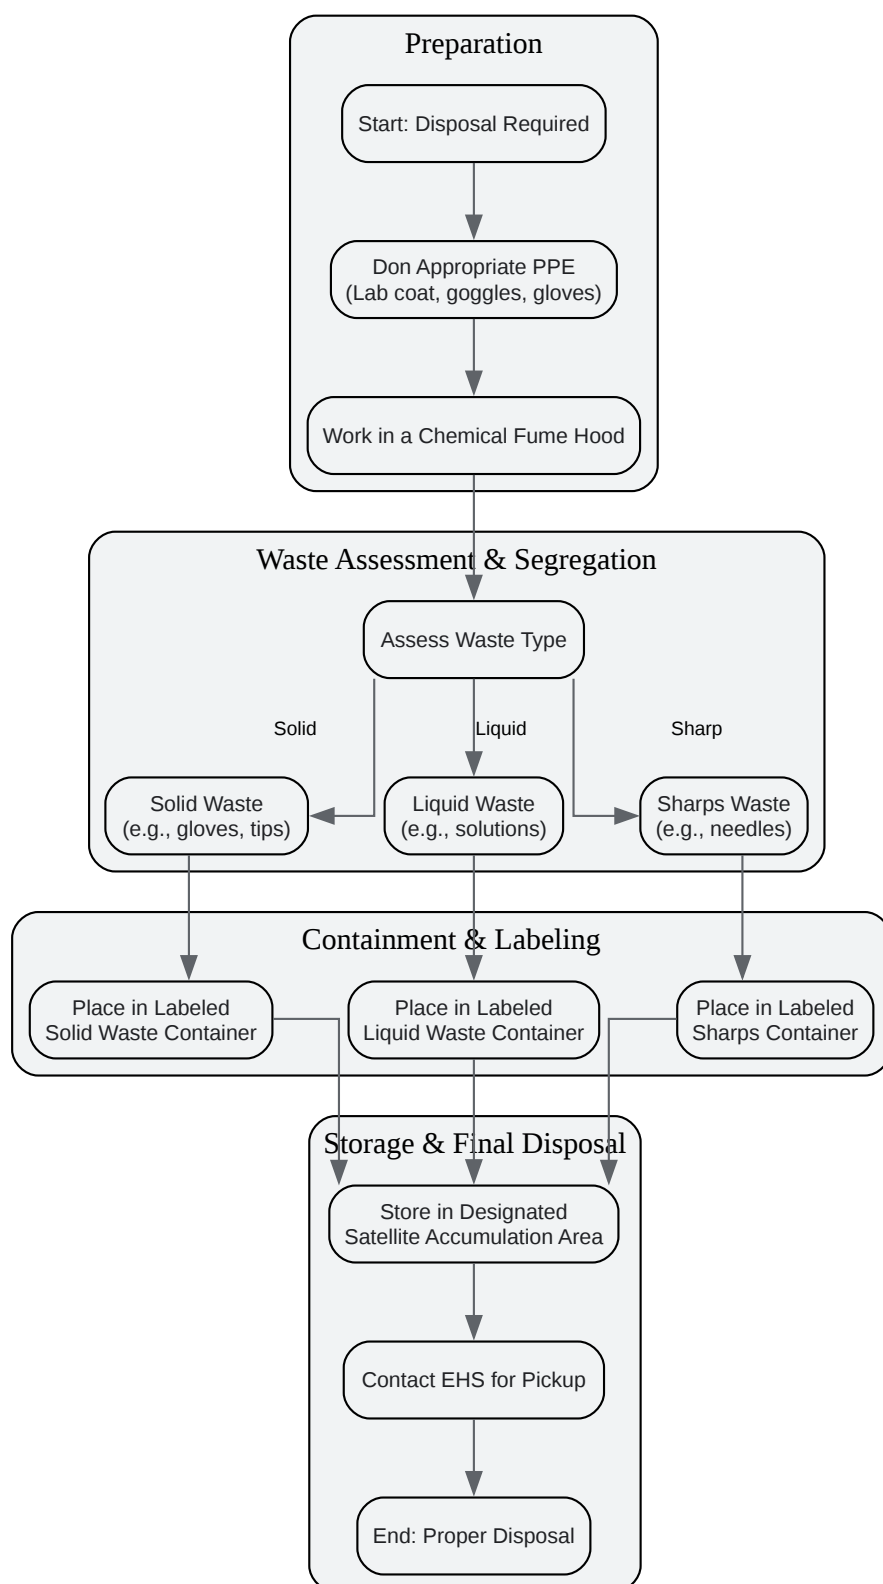 Preparation
Start: Disposal Required
Don Appropriate PPE
(Lab coat, goggles, gloves)
Work in a Chemical Fume Hood
Waste Assessment & Segregation
Assess Waste Type
Solid
Liquid
Sharp
Solid Waste
(e.g., gloves, tips)
Liquid Waste
(e.g., solutions)
Sharps Waste
(e.g., needles)
Containment & Labeling
Place in Labeled
Solid Waste Container
Place in Labeled
Liquid Waste Container
Place in Labeled
Sharps Container
Storage & Final Disposal
Store in Designated
Satellite Accumulation Area
Contact EHS for Pickup
End: Proper Disposal